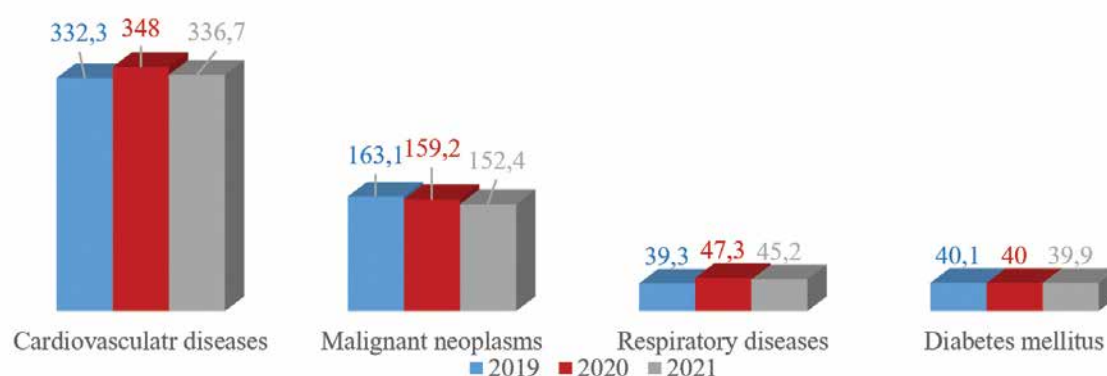 332,3 348 336,7
163,1 159,2 152,4
39,3 47,3 45,2
40,1 40 39,9
Cardiovasculatr diseases Malignant neoplasms Respiratory diseases Diabetes mellitus
2019 2020 2021